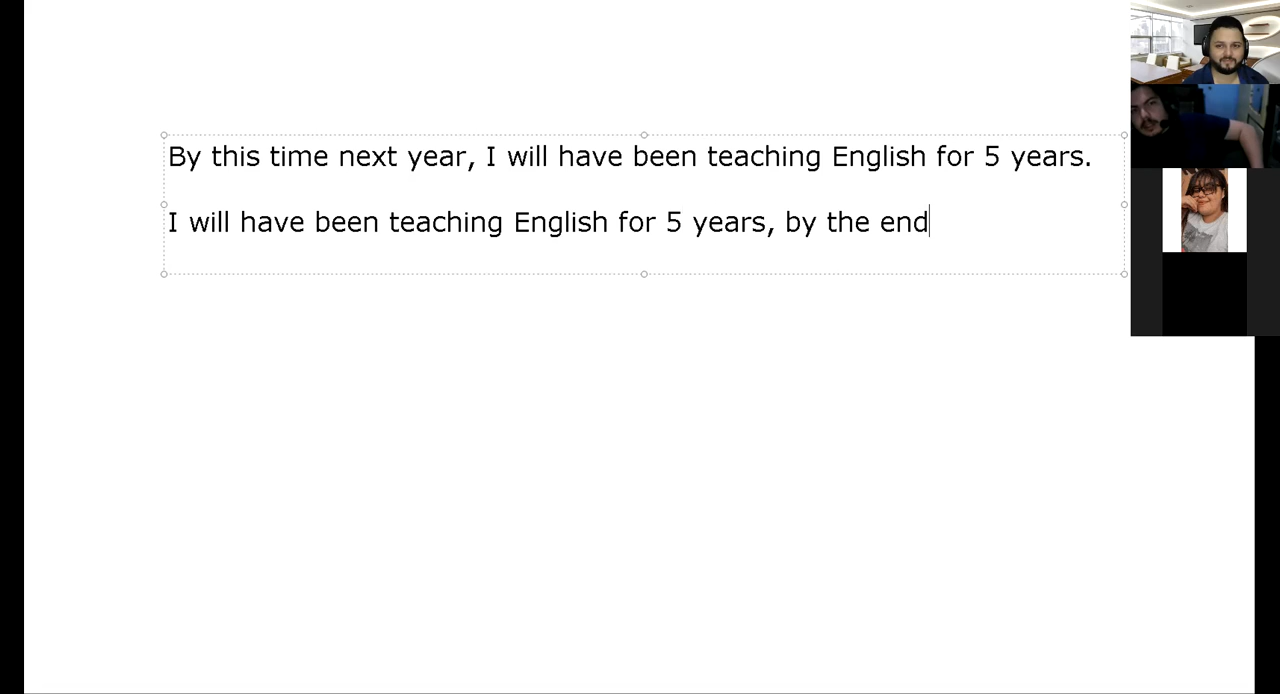 By this time next year, I will have been teaching English for 5 years.
I will have been teaching English for 5 years, by the end